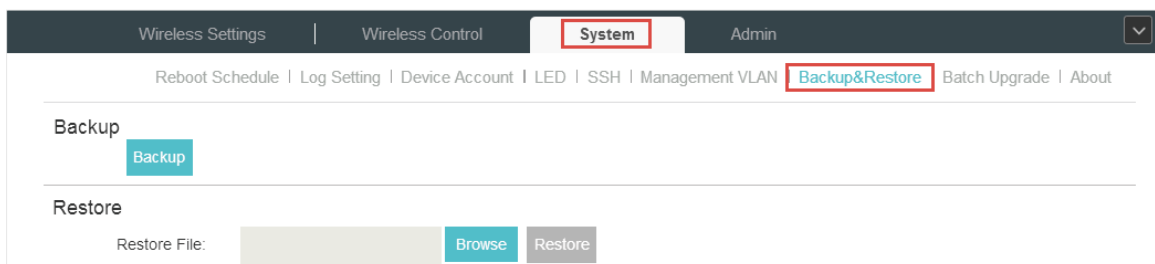 Wireless Settings | Wireless Control System Admin
Reboot Schedule | Log Setting | Device Account | LED | SSH | Management VLAN | Backup&Restore Batch Upgrade | About
Backup
Backup
Restore
Restore File: Browse Restore